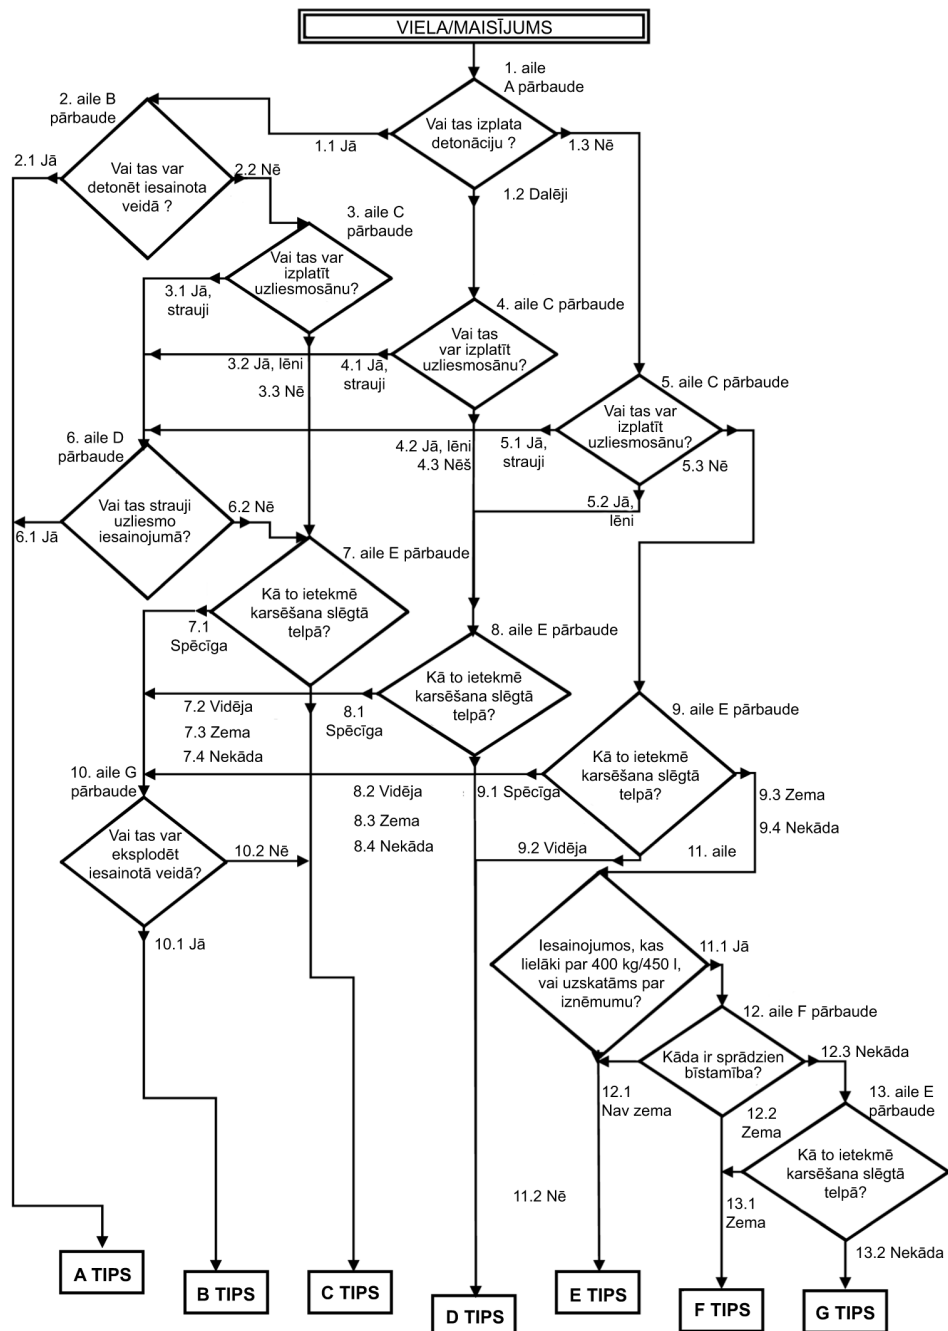 VIELA/MAISĪJUMS
1. aile
A pārbaude
Vai tas izplata
detonāciju ?
1.1 Jā
1.3 Nē
1.2 Dalēji
2. aile B
pārbaude
2.1 Jā
2.2 Nē
Vai tas var
detonēt iesainota
veidā ?
3. aile C
pārbaude
Vai tas var
izplatīt
uzliesmosānu?
3.1 Jā,
strauji
3.2 Jā, lēni
3.3 Nē
4. aile C pārbaude
Vai tas
var izplatīt
uzliesmosānu?
4.1 Jā,
strauji
4.2 Jā, lēni
4.3 Nēš
5. aile C pārbaude
Vai tas var
izplatīt
uzliesmosānu?
5.1 Jā,
strauji
5.3 Nē
5.2 Jā,
lēni
6. aile D
pārbaude
Vai tas strauji
uzliesmo
iesainojumā?
6.1 Jā
6.2 Nē
7. aile E pārbaude
Kā to ietekmē
karsēšana slēgtā
telpā?
7.1
Spēcīga
7.2 Vidēja
7.3 Zema
7.4 Nekāda
8. aile E pārbaude
Kā to ietekmē
karsēšana slēgtā
telpā?
8.1
Spēcīga
8.2 Vidēja
8.3 Zema
8.4 Nekāda
9. aile E pārbaude
Kā to ietekmē
karsēšana slēgtā
telpā?
9.1 Spēcīga
9.2 Vidēja
9.3 Zema
9.4 Nekāda
10. aile G
pārbaude
Vai tas var
eksplodēt
iesainotā veidā?
10.2 Nē
10.1 Jā
11. aile
Iesainojumos, kas
lielāki par 400 kg/450 l,
vai uzskatāms par
iznēmumu?
11.1 Jā
11.2 Nē
12. aile F pārbaude
Kāda ir sprādzien
bīstamība?
12.1
Nav zema
12.2
Zema
12.3 Nekāda
13. aile E
pārbaude
Kā to ietekmē
karsēšana slēgtā
telpā?
13.1
Zema
13.2 Nekāda
A TIPS
B TIPS
C TIPS
D TIPS
E TIPS
F TIPS
G TIPS